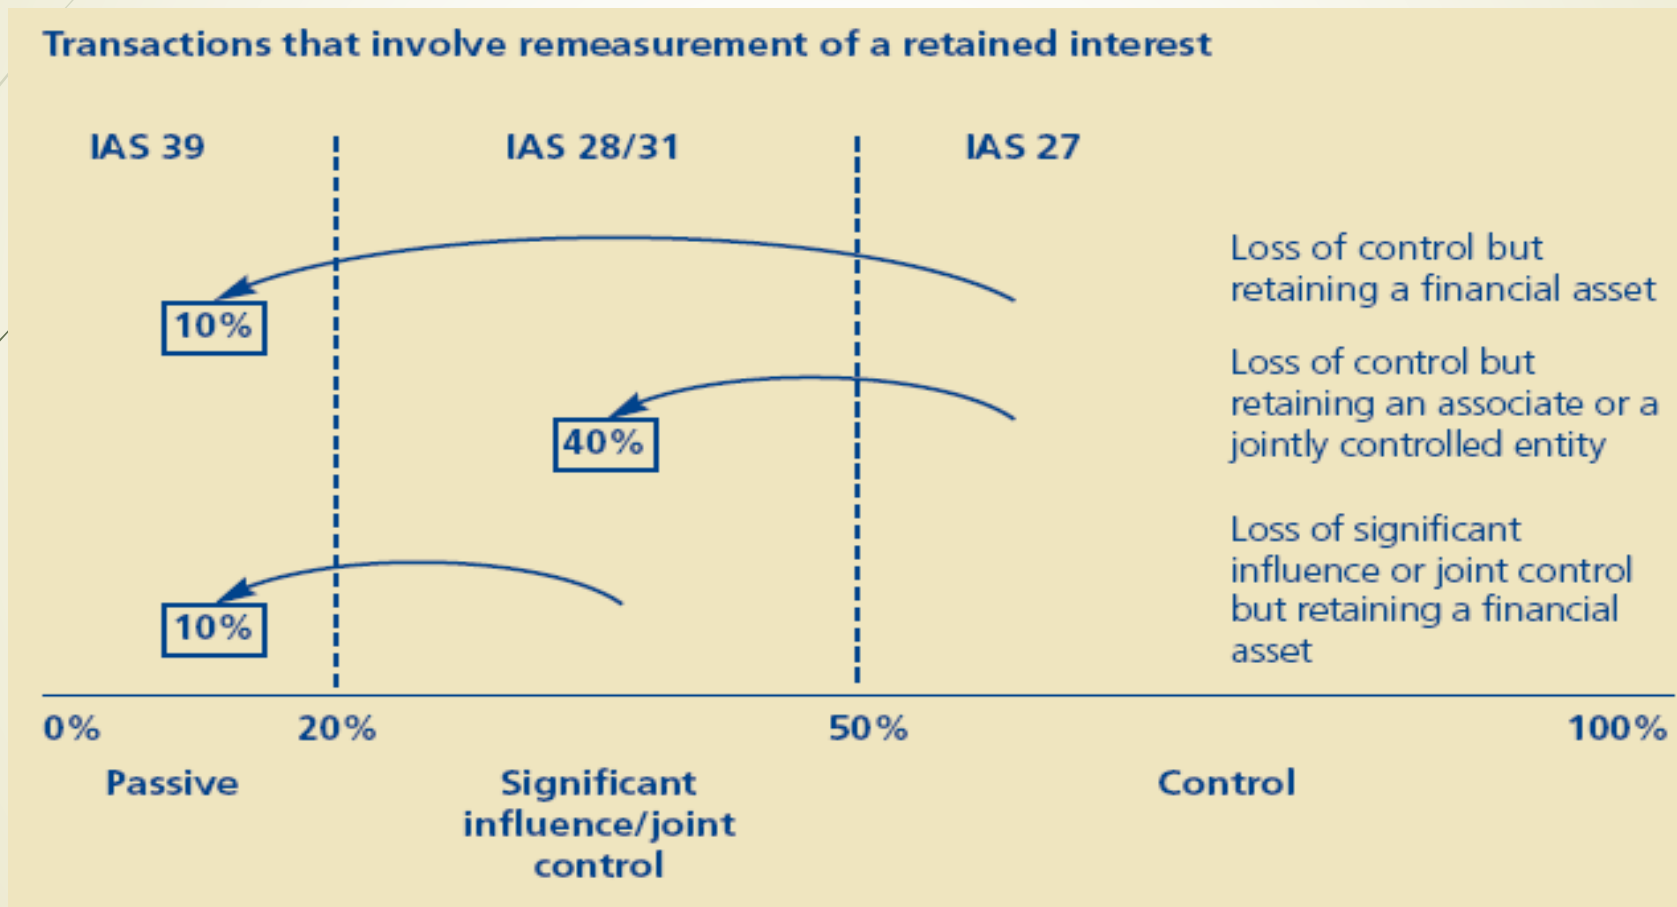 Transactions that involve remeasurement of a retained interest
IAS 39
IAS 28/31
IAS 27
Loss of control but
retaining a financial asset
10%
Loss of control but
retaining an associate or a
jointly controlled entity
40%
Loss of significant
influence or joint control
but retaining a financial
asset
10%
0%
20%
50%
100%
Passive
Significant
influence/joint
control
Control